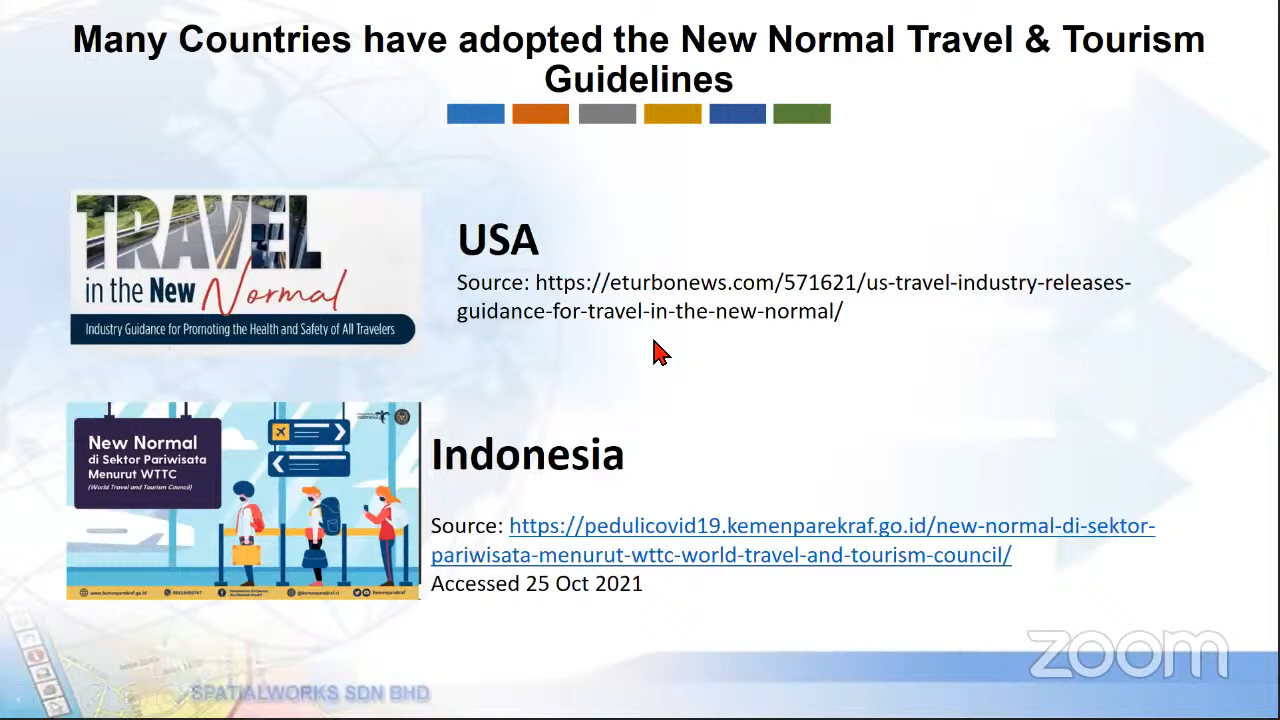 Many Countries have adopted the New Normal Travel & Tourism
Guidelines
TRAVEL
in the New Normal
Industry Guidance for Promoting the Health and Safety of All Travelers
USA
Source: https://eturbonews.com/571621/us-travel-industry-releases-
guidance-for-travel-in-the-new-normal/
New Normal
di Sektor Pariwisata
Menurut WTTC
(World Travel and Tourism Council)
www.kemenparekraf.go.id
Indonesia
Source: https://pedulicovid19.kemenparekraf.go.id/new-normal-di-sektor-
pariwisata-menurut-wttc-world-travel-and-tourism-council/
Accessed 25 Oct 2021
zoom
SPATIALWORKS SDN BHD